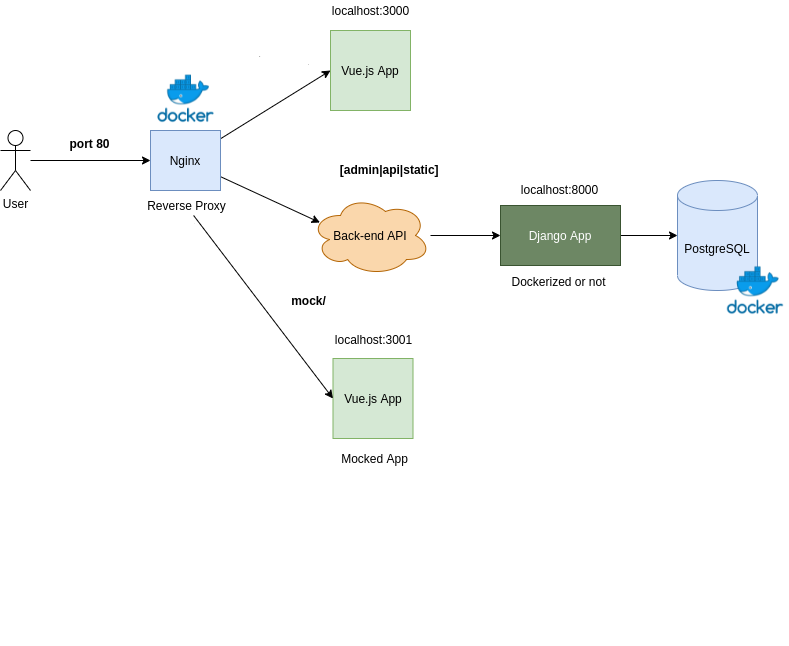 localhost:3000
Vue.js App
docker
port 80
Nginx
User
Reverse Proxy
[admin|api|static]
Back-end API
localhost:8000
Django App
Dockerized or not
PostgreSQL
docker
mock/
localhost:3001
Vue.js App
Mocked App